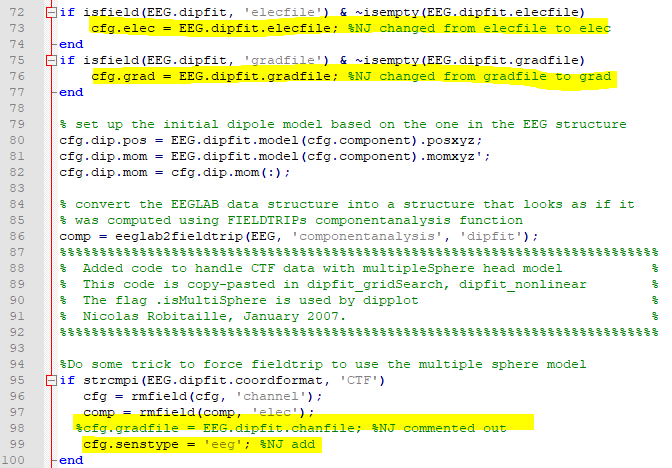 72 if isfield(EEG.dipfit, 'elecfile') & ~isempty(EEG.dipfit.elecfile)
73 cfg.elec = EEG.dipfit.elecfile; %NJ changed from elecfile to elec
74 end
75 if isfield(EEG.dipfit, 'gradfile') & ~isempty(EEG.dipfit.gradfile)
76 cfg.grad = EEG.dipfit.gradfile; %NJ changed from gradfile to grad
77 end
78
79 % set up the initial dipole model based on the one in the EEG structure
80 cfg.dip.pos = EEG.dipfit.model(cfg.component).posxyz;
81 cfg.dip.mom = EEG.dipfit.model(cfg.component).momxyz';
82 cfg.dip.mom = cfg.dip.mom(:);
83
84 % convert the EEGLAB data structure into a structure that looks as if it
85 % was computed using FIELDTRIPs componentanalysis function
86 comp = eeglab2fieldtrip(EEG, 'componentanalysis', 'dipfit');
87 %%%%%%%%%%%%%%%%%%%%%%%%%%%%%%%%%%%%%%%%%%%%%%%%%%%%%%%%%%%%%%%%%%%%%%%%%%%
88 % Added code to handle CTF data with multipleSphere head model %
89 % This code is copy-pasted in dipfit_gridSearch, dipfit_nonlinear %
90 % The flag .isMultiSphere is used by dipplot %
91 % Nicolas Robitaille, January 2007. %
92 %%%%%%%%%%%%%%%%%%%%%%%%%%%%%%%%%%%%%%%%%%%%%%%%%%%%%%%%%%%%%%%%%%%%%%%%%%%
93
94 %Do some trick to force fieldtrip to use the multiple sphere model
95 if strcmpi(EEG.dipfit.coordformat, 'CTF')
96 cfg = rmfield(cfg, 'channel');
97 comp = rmfield(comp, 'elec');
98 %cfg.gradfile = EEG.dipfit.chanfile; %NJ commented out
99 cfg.senstype = 'eeg'; %NJ add
100 end